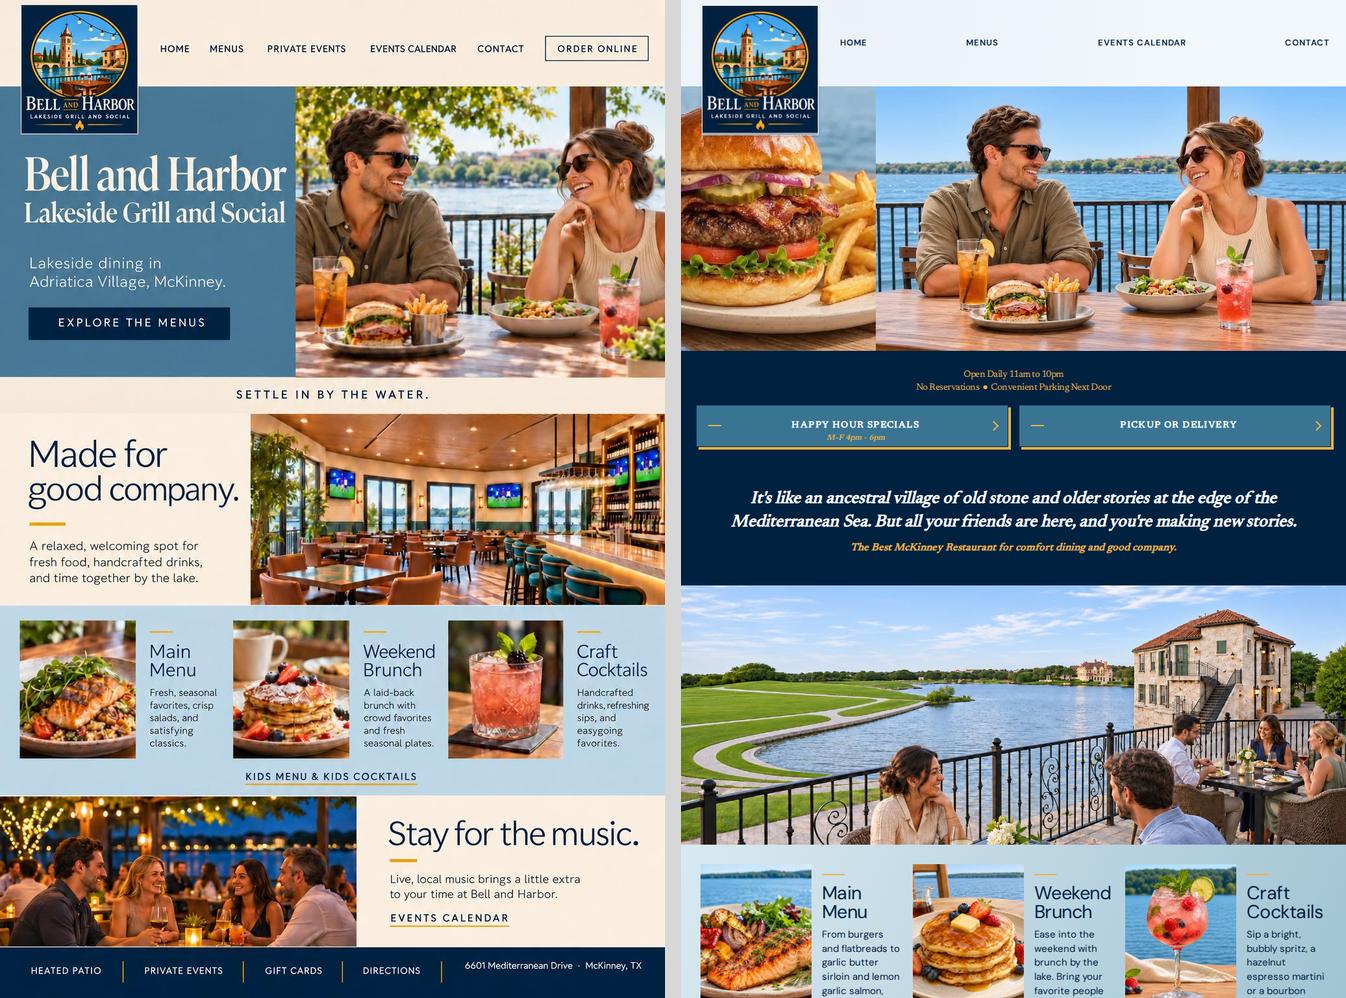 BELL AND HARBOR
LAKESIDE GRILL AND SOCIAL
HOME
MENUS
PRIVATE EVENTS
EVENTS CALENDAR
CONTACT
ORDER ONLINE
Bell and Harbor
Lakeside Grill and Social
Lakeside dining in
Adriatica Village, McKinney.
EXPLORE THE MENUS
SETTLE IN BY THE WATER.
Made for
good company.
A relaxed, welcoming spot for
fresh food, handcrafted drinks,
and time together by the lake.
Main
Menu
Fresh, seasonal
favorites, crisp
salads, and
satisfying
classics.
Weekend
Brunch
A laid-back
brunch with
crowd favorites
and fresh
seasonal plates.
Craft
Cocktails
Handcrafted
drinks, refreshing
sips, and
easygoing
favorites.
KIDS MENU & KIDS COCKTAILS
Stay for the music.
Live, local music brings a little extra
to your time at Bell and Harbor.
EVENTS CALENDAR
HEATED PATIO
PRIVATE EVENTS
GIFT CARDS
DIRECTIONS
6601 Mediterranean Drive · McKinney, TX
BELL AND HARBOR
LAKESIDE GRILL AND SOCIAL
HOME
MENUS
EVENTS CALENDAR
CONTACT
Open Daily 11am to 10pm
No Reservations ● Convenient Parking Next Door
HAPPY HOUR SPECIALS
M-F 4pm - 6pm
PICKUP OR DELIVERY
It's like an ancestral village of old stone and older stories at the edge of the
Mediterranean Sea. But all your friends are here, and you're making new stories.
The Best McKinney Restaurant for comfort dining and good company.
Main
Menu
From burgers
and flatbreads to
garlic butter
sirloin and lemon
garlic salmon,
Weekend
Brunch
Ease into the
weekend with
brunch by the
lake. Bring your
favorite people
Craft
Cocktails
Sip a bright,
bubbly spritz, a
hazelnut
espresso martini
or a bourbon